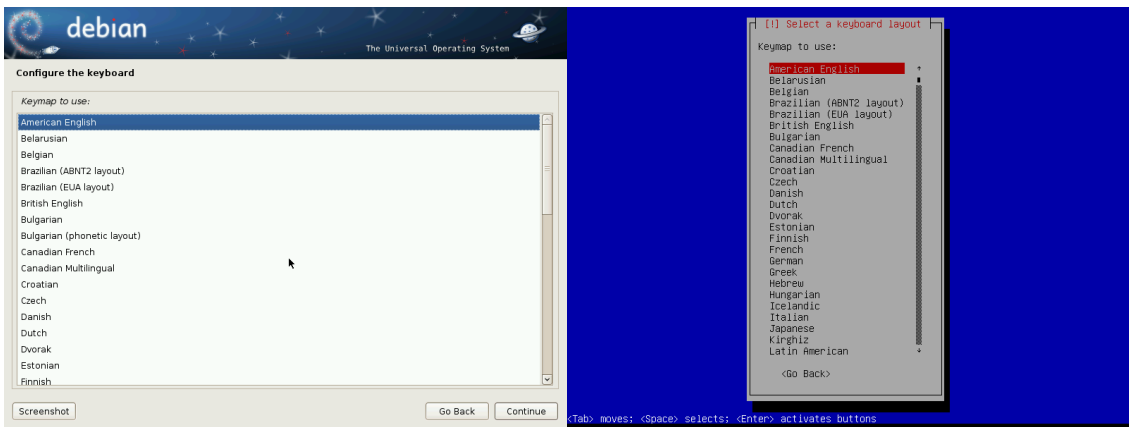 debian
The Universal Operating System
Configure the keyboard
Keymap to use:
American English
Belarusian
Belgian
Brazilian (ABNT2 layout)
Brazilian (EUA layout)
British English
Bulgarian
Bulgarian (phonetic layout)
Canadian French
Canadian Multilingual
Croatian
Czech
Danish
Dutch
Dvorak
Estonian
Finnish
Screenshot
Go Back
Continue
[!] Select a keyboard layout
Keymap to use:
American English
Belarusian
Belgian
Brazilian (ABNT2 layout)
Brazilian (EUA layout)
British English
Bulgarian
Canadian French
Canadian Multilingual
Croatian
Czech
Danish
Dutch
Dvorak
Estonian
Finnish
French
German
Greek
Hebrew
Hungarian
Icelandic
Italian
Japanese
Kirghiz
Latin American
<Go Back>
<Tab> moves; <Space> selects; <Enter> activates buttons